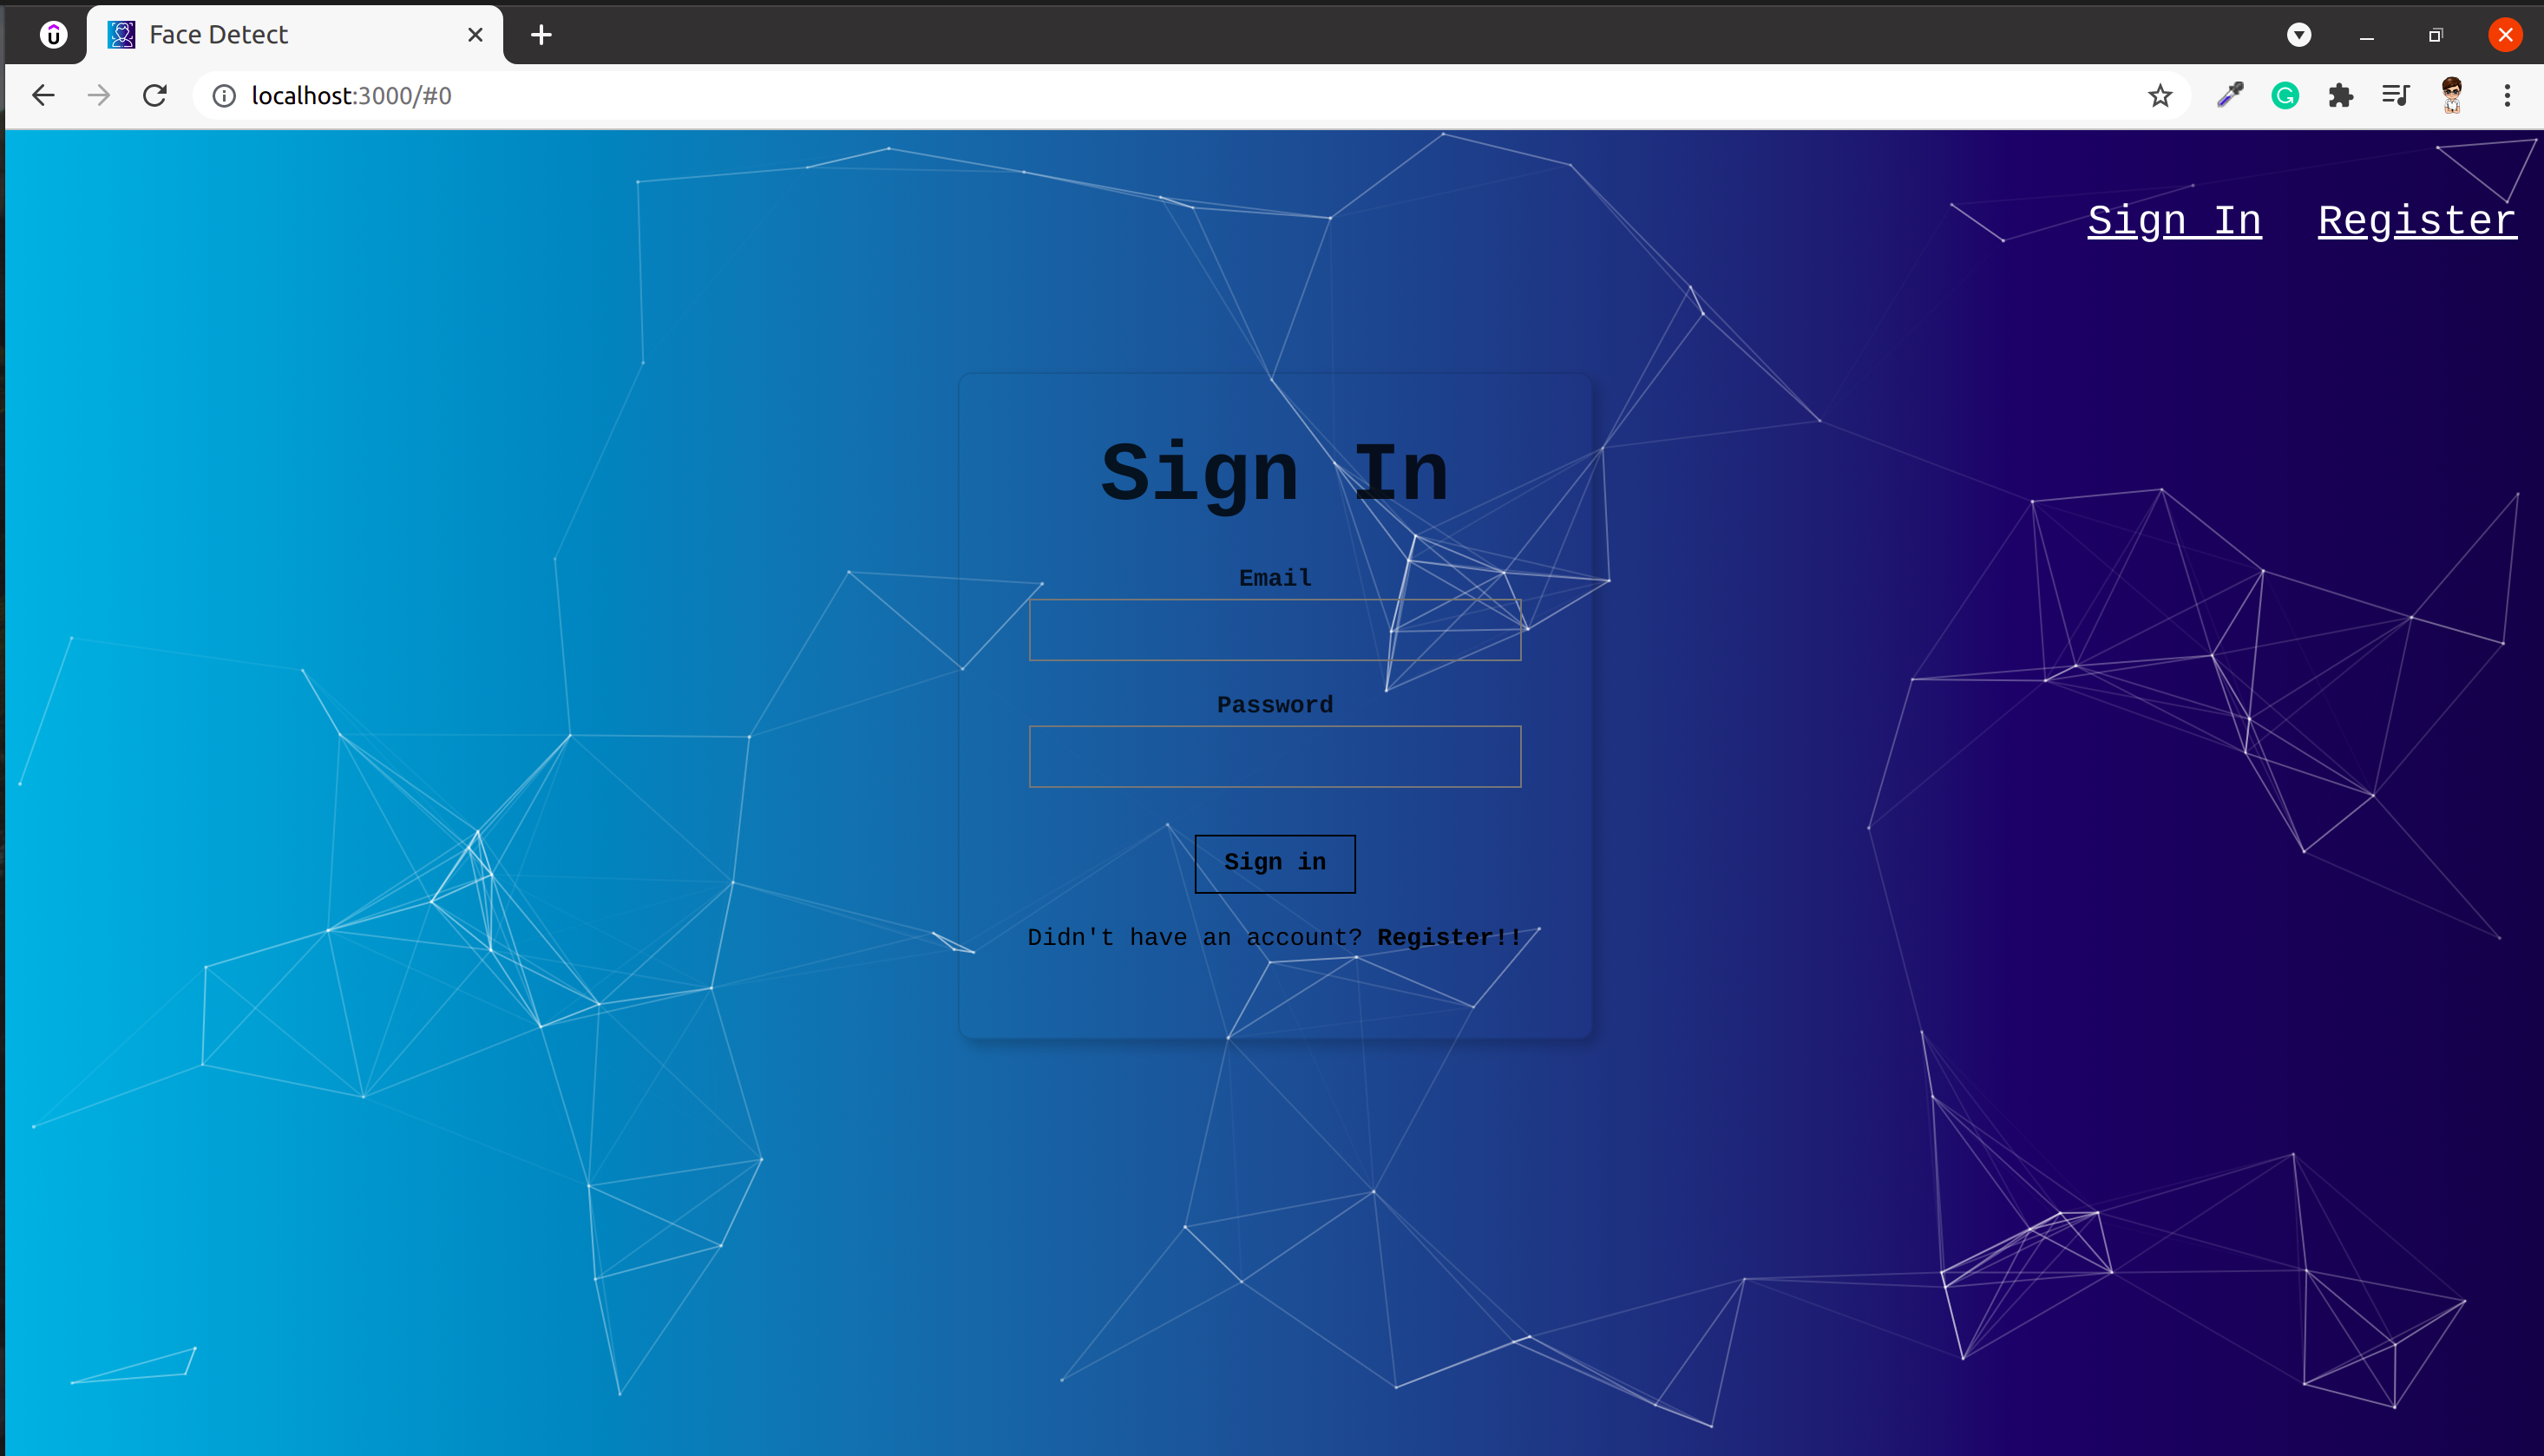 Face Detect
localhost:3000/#0
Sign In Register
Sign In
Email
Password
Sign in
Didn't have an account? Register!!